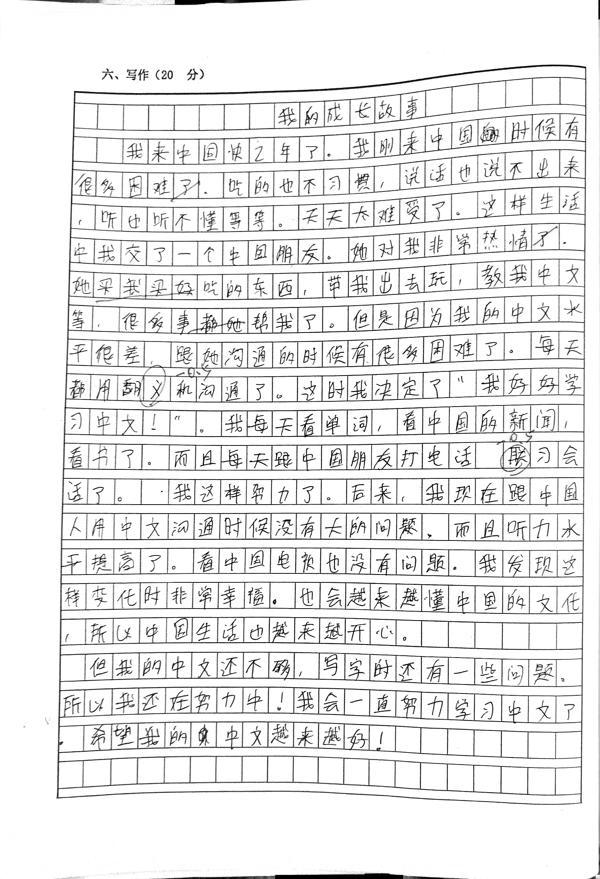 六、写作(20 分)
我的成长故事
我来中国快2年了。我刚来中国时候有
很多困难了。吃的也不习惯，说话也说不出来
，听也听不懂等等。天天太难受了。这样生活
中我交了一个中国朋友。她对我非常热情了.
她买我买好吃的东西，带我出去玩，教我中文
等，很多事都她帮我了。但是因为我的中文水
平很差，跟她沟通的时候有很多困难了。每天
都用翻义机沟通了。这时我决定了"我好好学
习中文！"。我每天看单词，看中国的新闻，
看书了。而且每天跟中国朋友打电话 联习会
话了。 我这样努力了。后来，我现在跟中国
人用中文沟通时候没有大的问题，而且听力水
平提高了。看中国电视也没有问题。我发现这
样变化时非常幸福。也会越来越懂中国的文化
，所以中国生活也越来越开心。
但我的中文还不够，写字时还有一些问题。
所以我还在努力中！我会一直努力学习中文了
.希望我的中文越来越好！
-0.5
-0.5